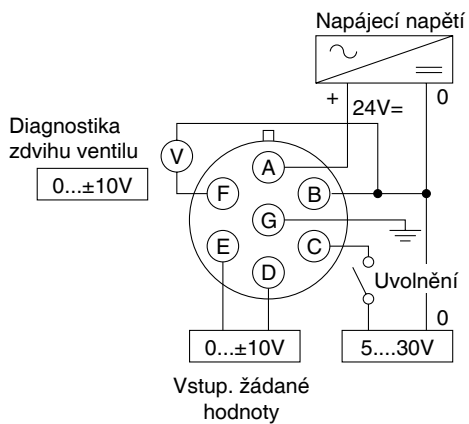 Napájecí napětí
+
24V=
0
Diagnostika
zdvihu ventilu
0...±10V
V
A
F
B
G
E
C
D
Uvolnění
0
0...±10V
5....30V
Vstup. žádané
hodnoty